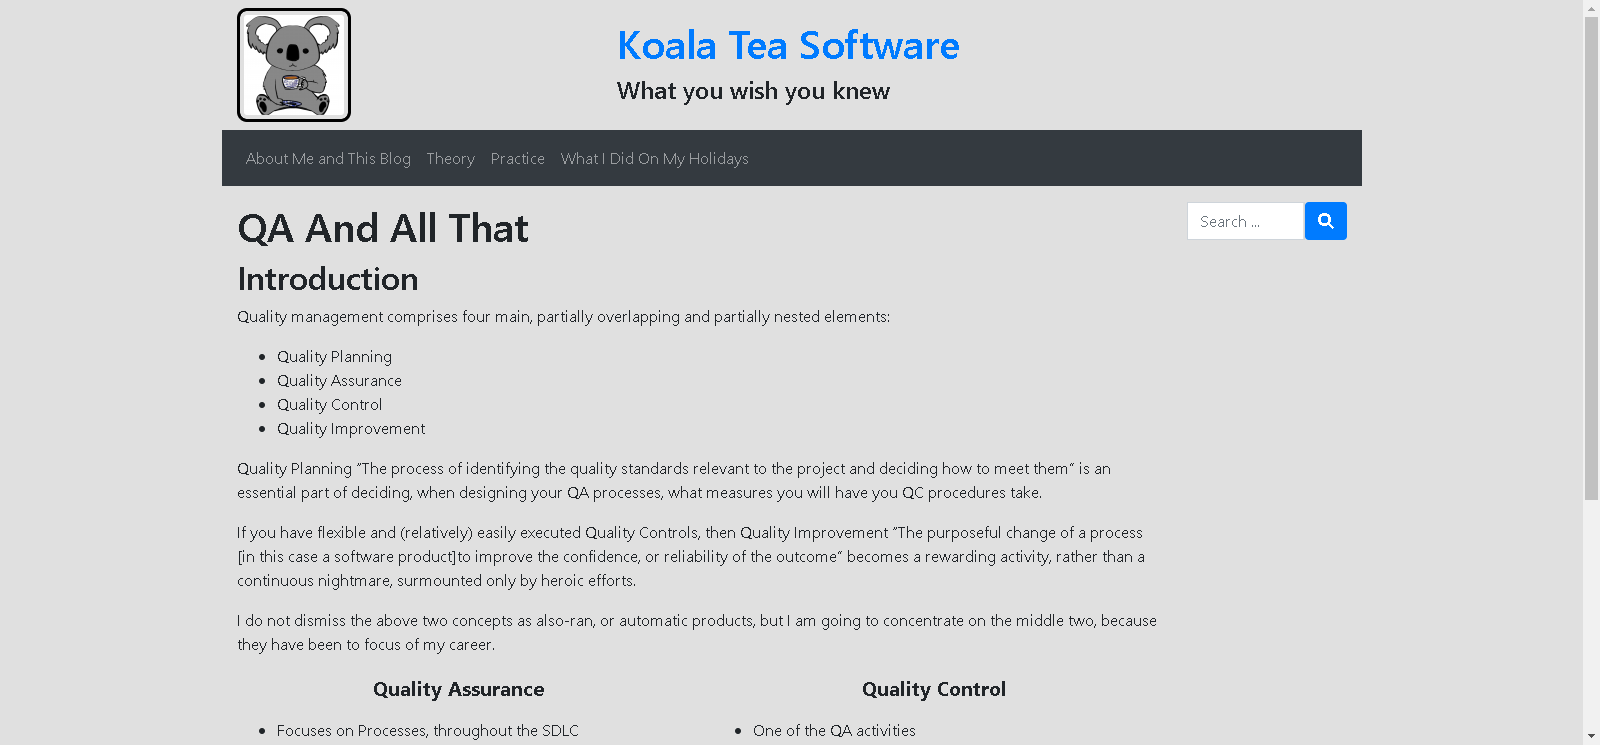 Koala Tea Software
What you wish you knew
About Me and This Blog Theory Practice What I Did On My Holidays
QA And All That
Search ...
Introduction
Quality management comprises four main, partially overlapping and partially nested elements:
Quality Planning
Quality Assurance
Quality Control
Quality Improvement
Quality Planning “The process of identifying the quality standards relevant to the project and deciding how to meet them” is an
essential part of deciding, when designing your QA processes, what measures you will have you QC procedures take.
If you have flexible and (relatively) easily executed Quality Controls, then Quality Improvement “The purposeful change of a process
[in this case a software product]to improve the confidence, or reliability of the outcome” becomes a rewarding activity, rather than a
continuous nightmare, surmounted only by heroic efforts.
I do not dismiss the above two concepts as also-ran, or automatic products, but I am going to concentrate on the middle two, because
they have been to focus of my career.
Quality Assurance
Focuses on Processes, throughout the SDLC
Quality Control
One of the QA activities